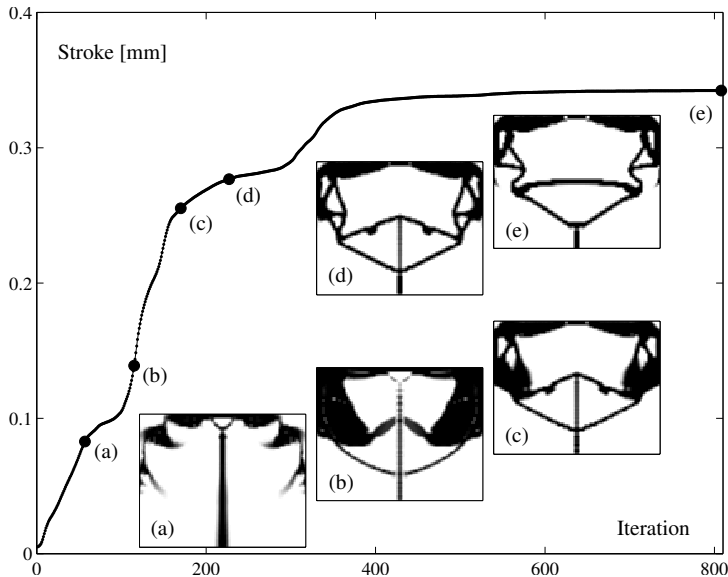 0.4
Stroke [mm]
(e)
0.3
(d)
(c)
(e)
(d)
0.2
(b)
0.1
(a)
(c)
(b)
(a)
Iteration
0
0 200 400 600 800